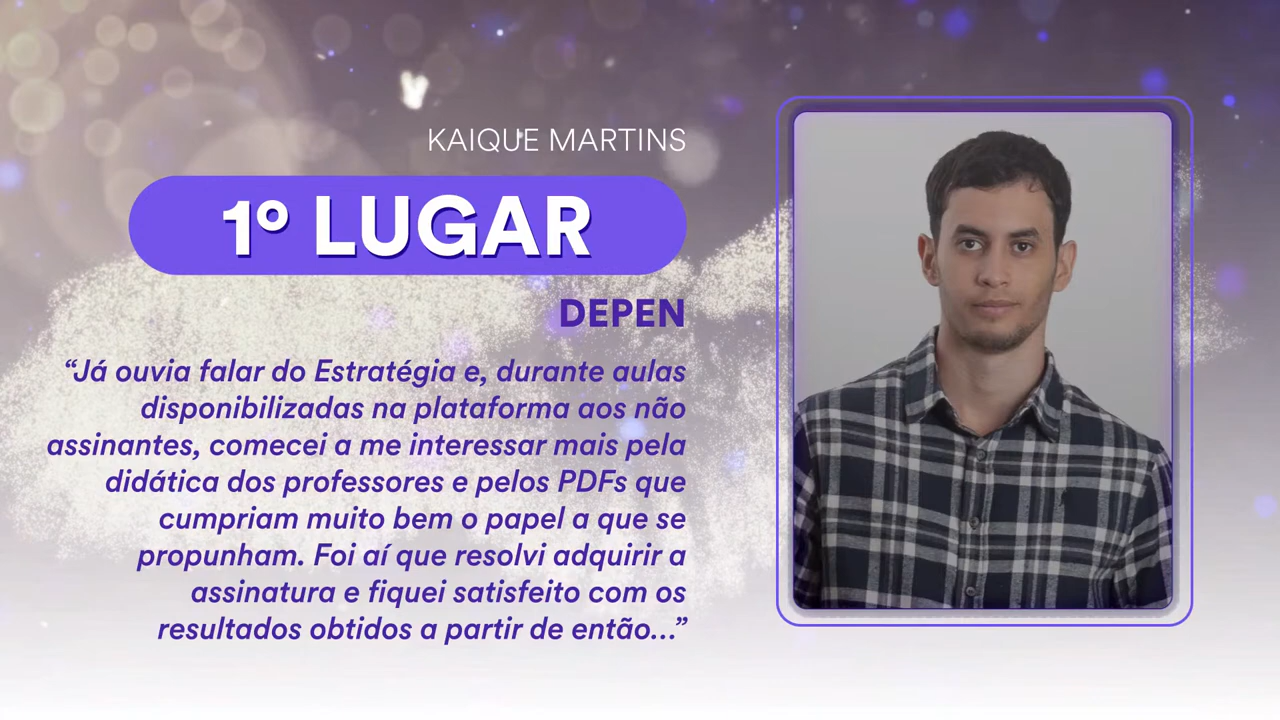 KAIQUE MARTINS
1º LUGAR
DEPEN
“Já ouvia falar do Estratégia e, durante aulas
disponibilizadas na plataforma aos não
assinantes, comecei a me interessar mais pela
didática dos professores e pelos PDFs que
cumpriam muito bem o papel a que se
propunham. Foi aí que resolvi adquirir a
assinatura e fiquei satisfeito com os
resultados obtidos a partir de então...”